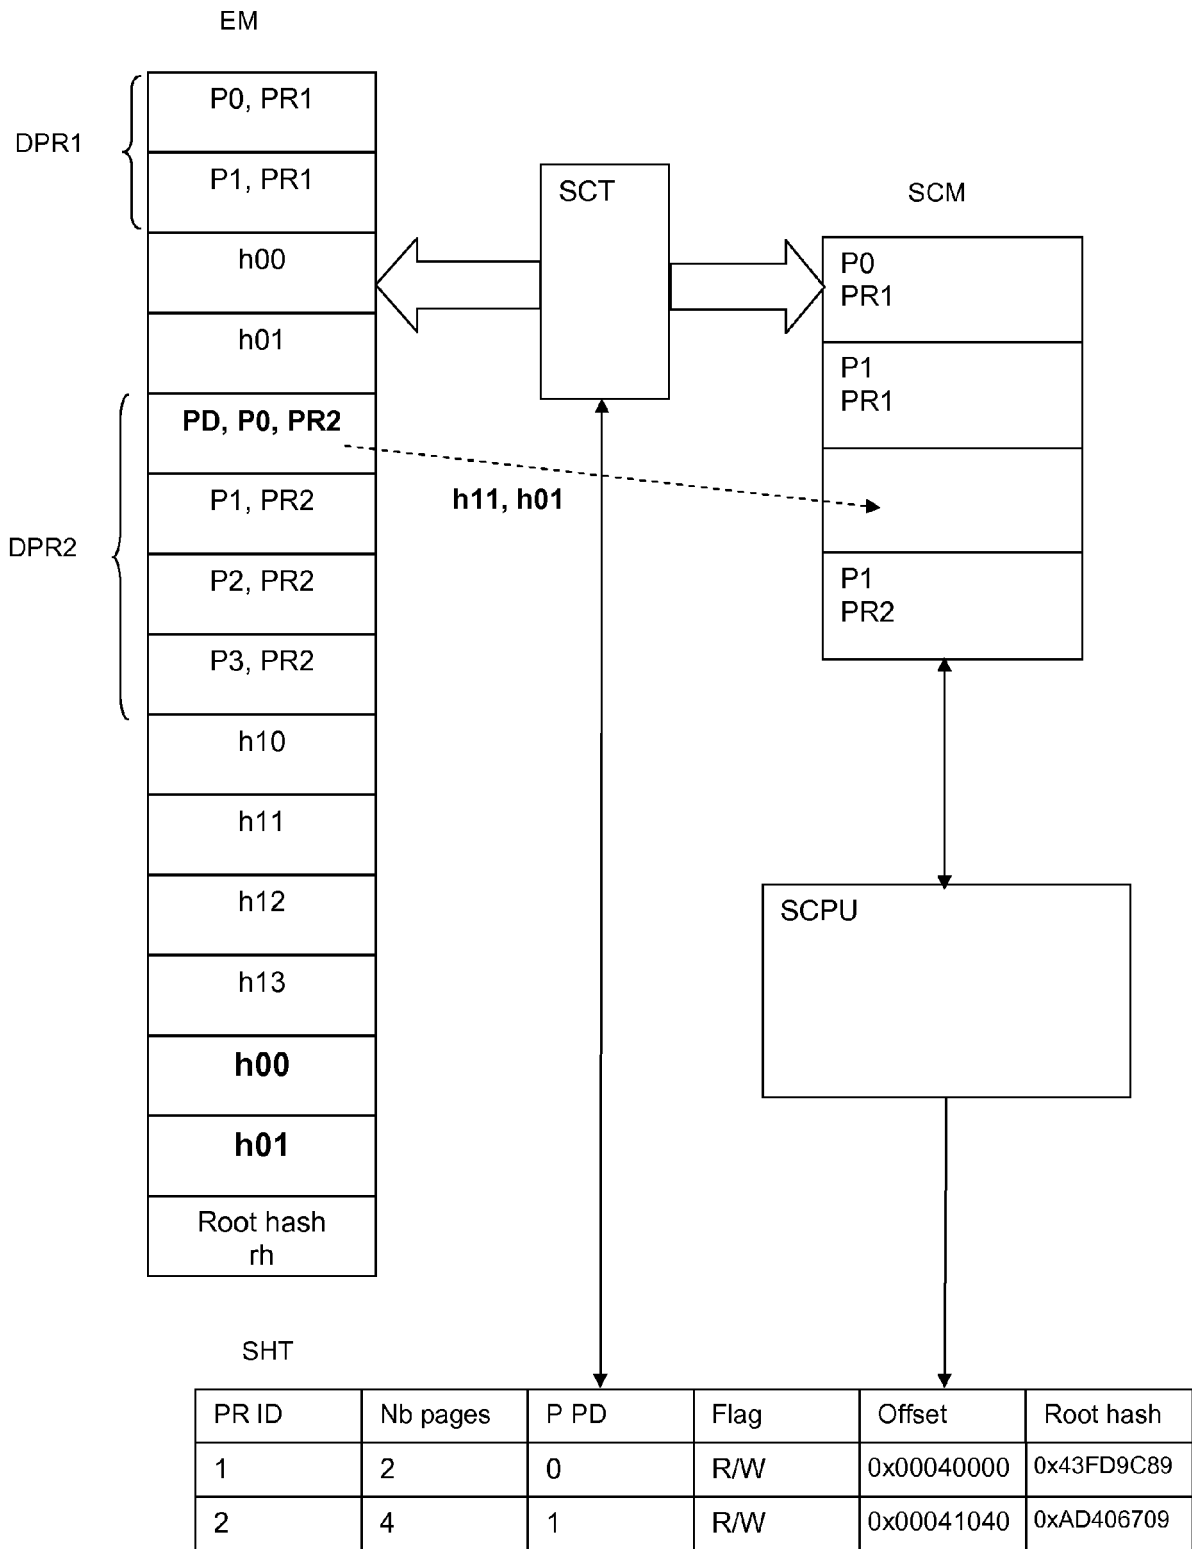 EM
P0, PR1
DPR1
P1, PR1
h00
h01
PD, P0, PR2
P1, PR2
DPR2
P2, PR2
P3, PR2
h10
h11
h12
h13
h00
h01
Root hash
rh
SCT
h11, h01
SCM
P0
PR1
P1
PR1
P1
PR2
SCPU
SHT
PR ID Nb pages P PD Flag Offset Root hash
1 2 0 R/W 0x00040000 0x43FD9C89
2 4 1 R/W 0x00041040 0xAD406709